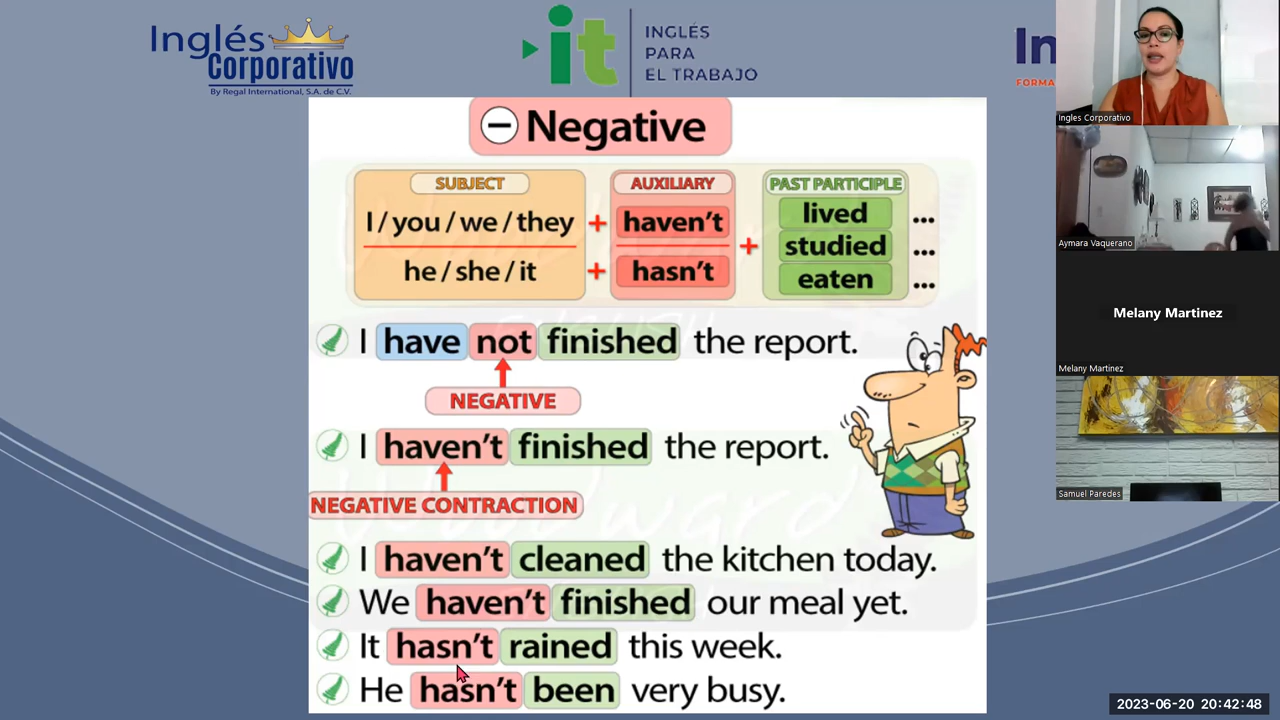 Inglés
Corporativo
By Regal International, S.A. de C.V.
it
INGLÉS
PARA
EL TRABAJO
In
FORMA
Negative
SUBJECT
AUXILIARY
PAST PARTICIPLE
I / you / we / they + haven't
he / she / it + hasn't
+
lived ...
studied ...
eaten ...
I have not finished the report.
NEGATIVE
I haven't finished the report.
NEGATIVE CONTRACTION
I haven't cleaned the kitchen today.
We haven't finished our meal yet.
It hasn't rained this week.
He hasn't been very busy.
Ingles Corporativo
Aymara Vaquerano
Melany Martinez
Melany Martinez
Samuel Paredes
2023-06-20 20:42:48